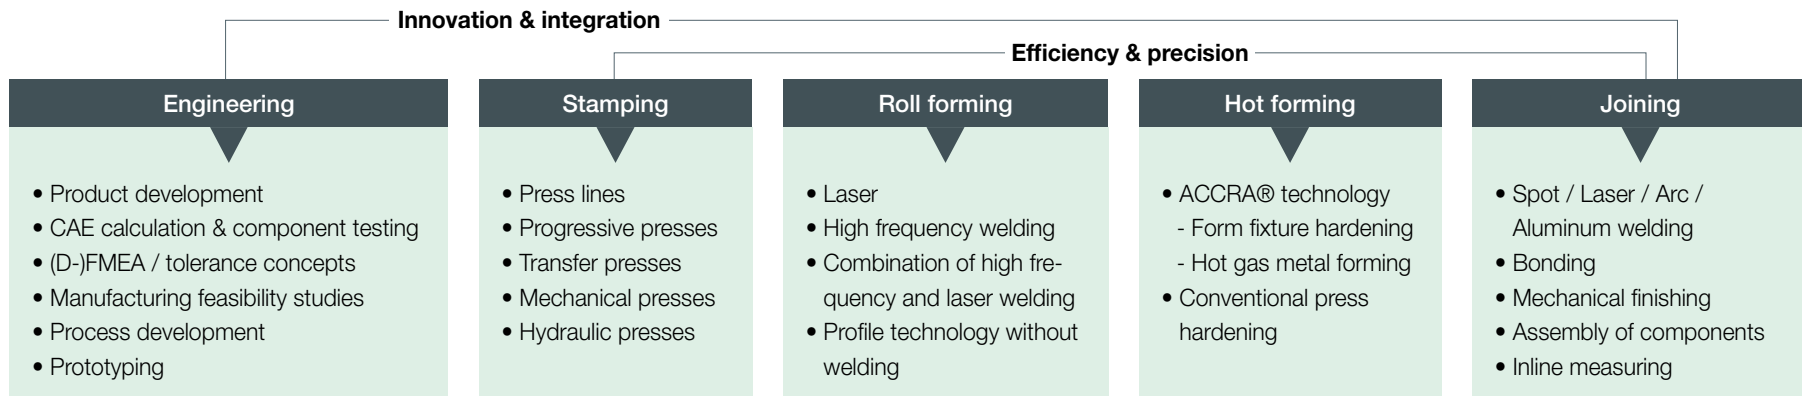 Innovation & integration
Efficiency & precision
Engineering
• Product development
• CAE calculation & component testing
• (D-)FMEA / tolerance concepts
• Manufacturing feasibility studies
• Process development
• Prototyping
Stamping
• Press lines
• Progressive presses
• Transfer presses
• Mechanical presses
• Hydraulic presses
Roll forming
• Laser
• High frequency welding
• Combination of high fre-
quency and laser welding
• Profile technology without
welding
Hot forming
• ACCRA® technology
- Form fixture hardening
- Hot gas metal forming
• Conventional press
hardening
Joining
• Spot / Laser / Arc /
Aluminum welding
• Bonding
• Mechanical finishing
• Assembly of components
• Inline measuring